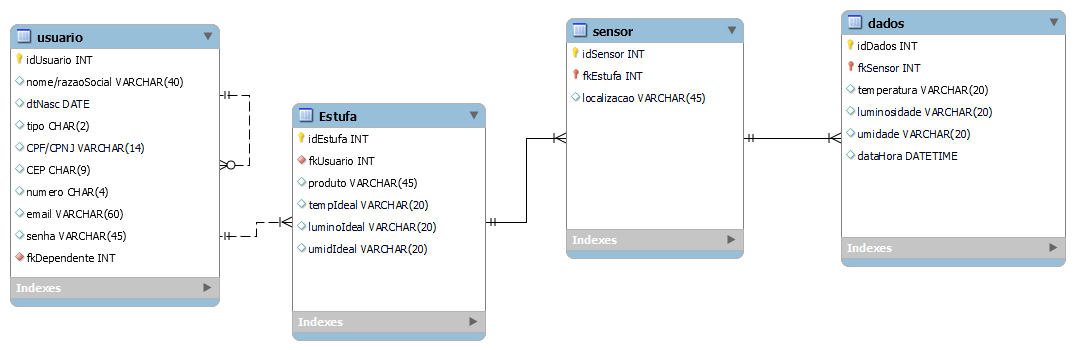 usuario
idUsuario INT
nome/razaoSocial VARCHAR(40)
dtNasc DATE
tipo CHAR(2)
CPF/CPNJ VARCHAR(14)
CEP CHAR(9)
numero CHAR(4)
email VARCHAR(60)
senha VARCHAR(45)
fkDependente INT
Indexes
Estufa
idEstufa INT
fkUsuario INT
produto VARCHAR(45)
tempIdeal VARCHAR(20)
luminoIdeal VARCHAR(20)
umidIdeal VARCHAR(20)
Indexes
sensor
idSensor INT
fkEstufa INT
localizacao VARCHAR(45)
Indexes
dados
idDados INT
fkSensor INT
temperatura VARCHAR(20)
luminosidade VARCHAR(20)
umidade VARCHAR(20)
dataHora DATETIME
Indexes